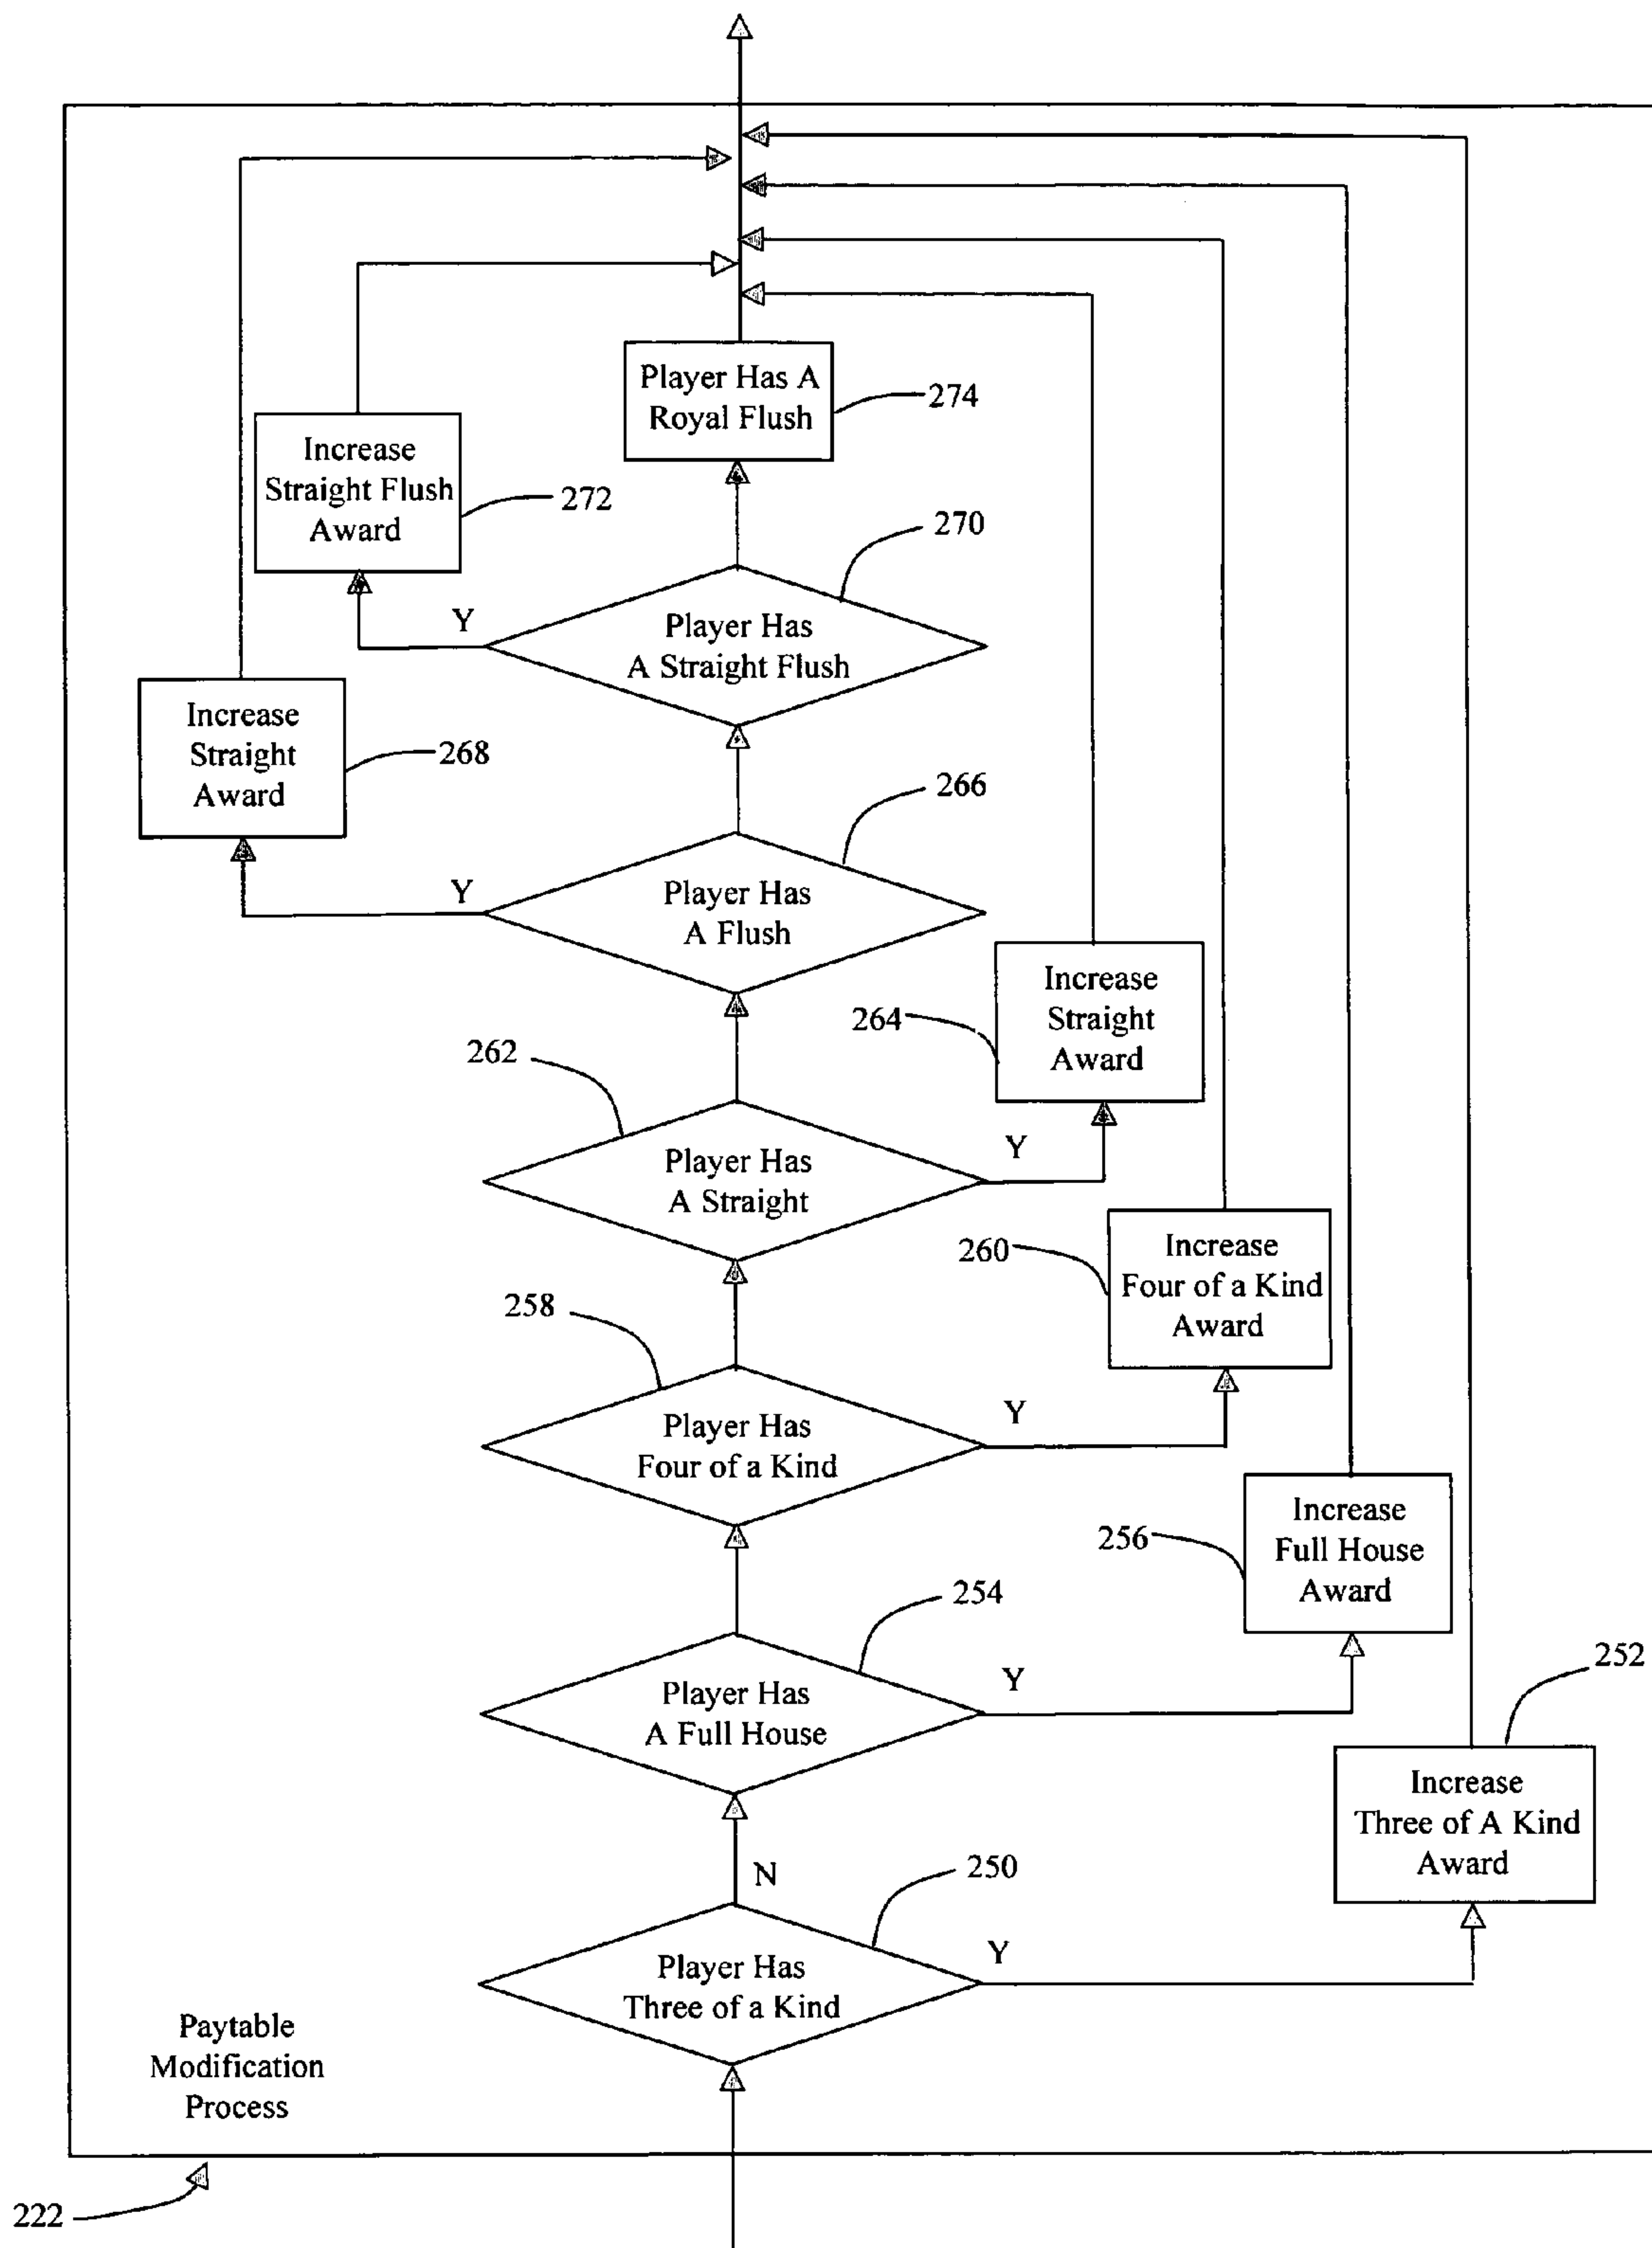 Player Has A
Royal Flush
274
Increase
Straight Flush
Award
272
270
Y
Player Has
A Straight Flush
Increase
Straight
Award
268
266
Y
Player Has
A Flush
Increase
Straight
Award
264
262
Player Has
A Straight
Y
Increase
Four of a Kind
Award
260
258
Player Has
Four of a Kind
Y
Increase
Full House
Award
256
254
Player Has
A Full House
Y
252
Increase
Three of A Kind
Award
N
250
Player Has
Three of a Kind
Y
Paytable
Modification
Process
222